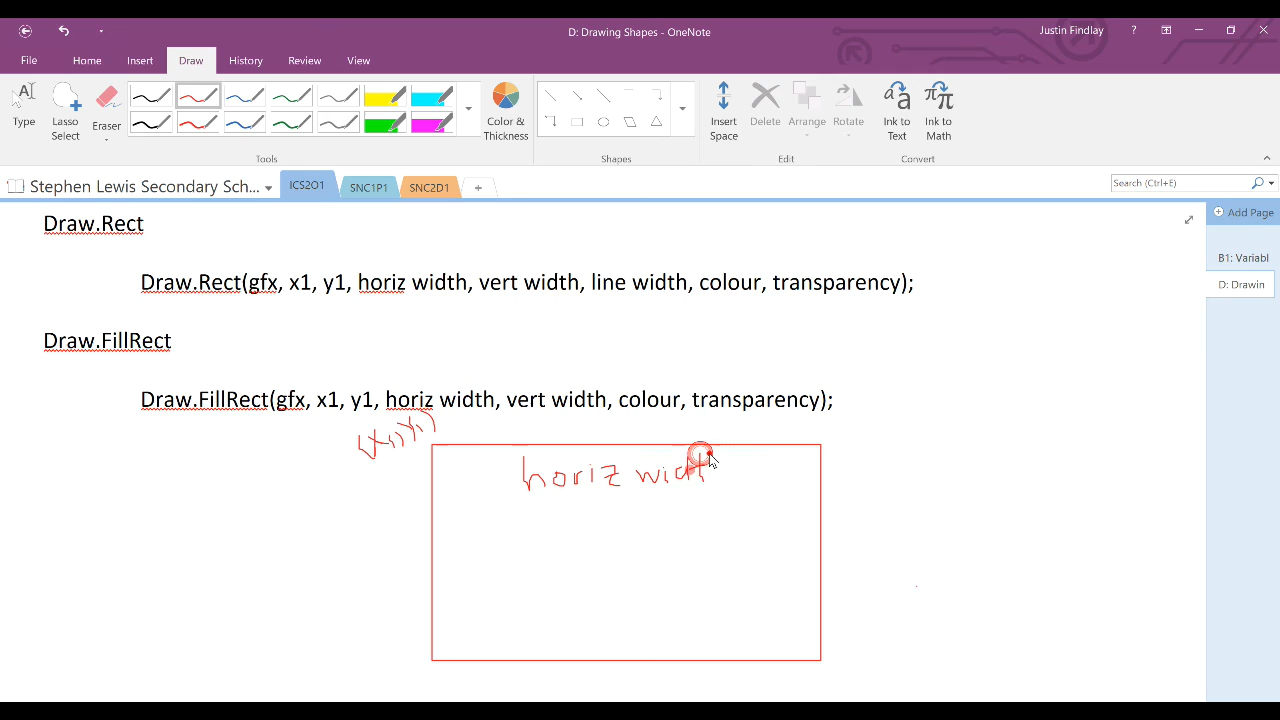 D: Drawing Shapes - OneNote
Justin Findlay
?
File Home Insert Draw History Review View
Type
Lasso Select
Eraser
Color & Thickness
Insert Space
Delete
Arrange
Rotate
Ink to Text
Ink to Math
Tools
Shapes
Edit
Convert
Stephen Lewis Secondary Sch...
ICS2O1
SNC1P1
SNC2D1
+
Search (Ctrl+E)
Add Page
B1: Variabl
D: Drawin
Draw.Rect
Draw.Rect(gfx, x1, y1, horiz width, vert width, line width, colour, transparency);
Draw.FillRect
Draw.FillRect(gfx, x1, y1, horiz width, vert width, colour, transparency);
(x1, y1)
horiz widt